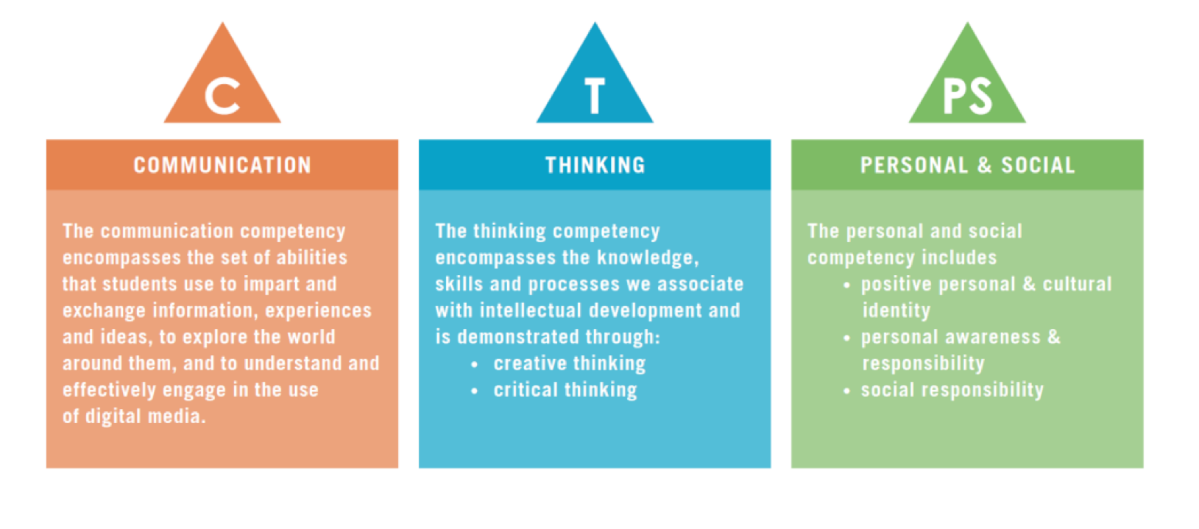 C
COMMUNICATION
The communication competency
encompasses the set of abilities
that students use to impart and
exchange information, experiences
and ideas, to explore the world
around them, and to understand and
effectively engage in the use
of digital media.
T
THINKING
The thinking competency
encompasses the knowledge,
skills and processes we associate
with intellectual development and
is demonstrated through:
• creative thinking
• critical thinking
PS
PERSONAL & SOCIAL
The personal and social
competency includes
• positive personal & cultural
identity
• personal awareness &
responsibility
• social responsibility